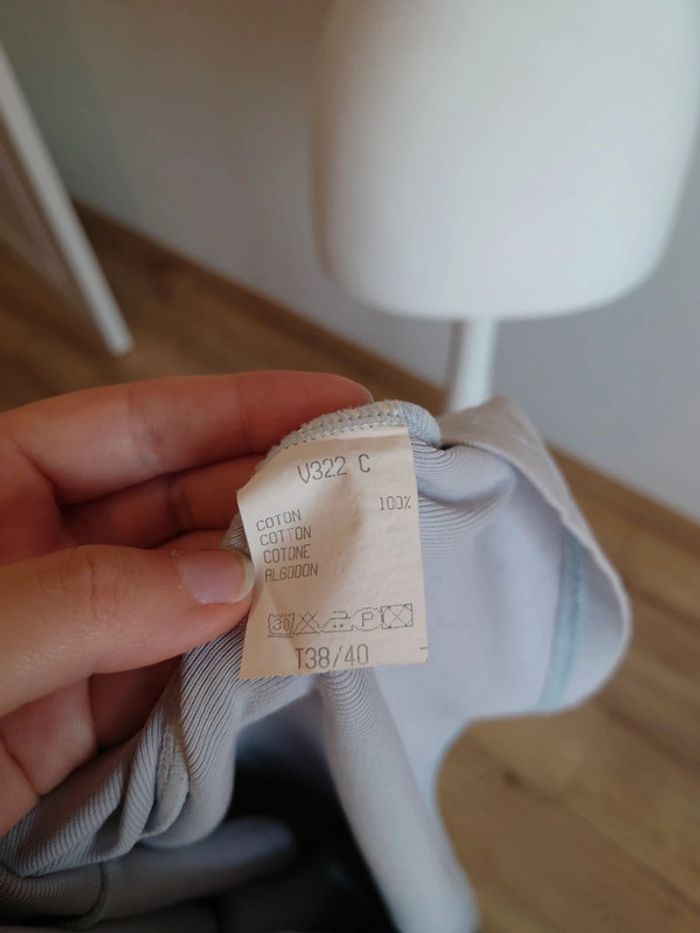 V322 C
100%
COTON
COTTON
COTONE
ALGODON
30 P
T38/40